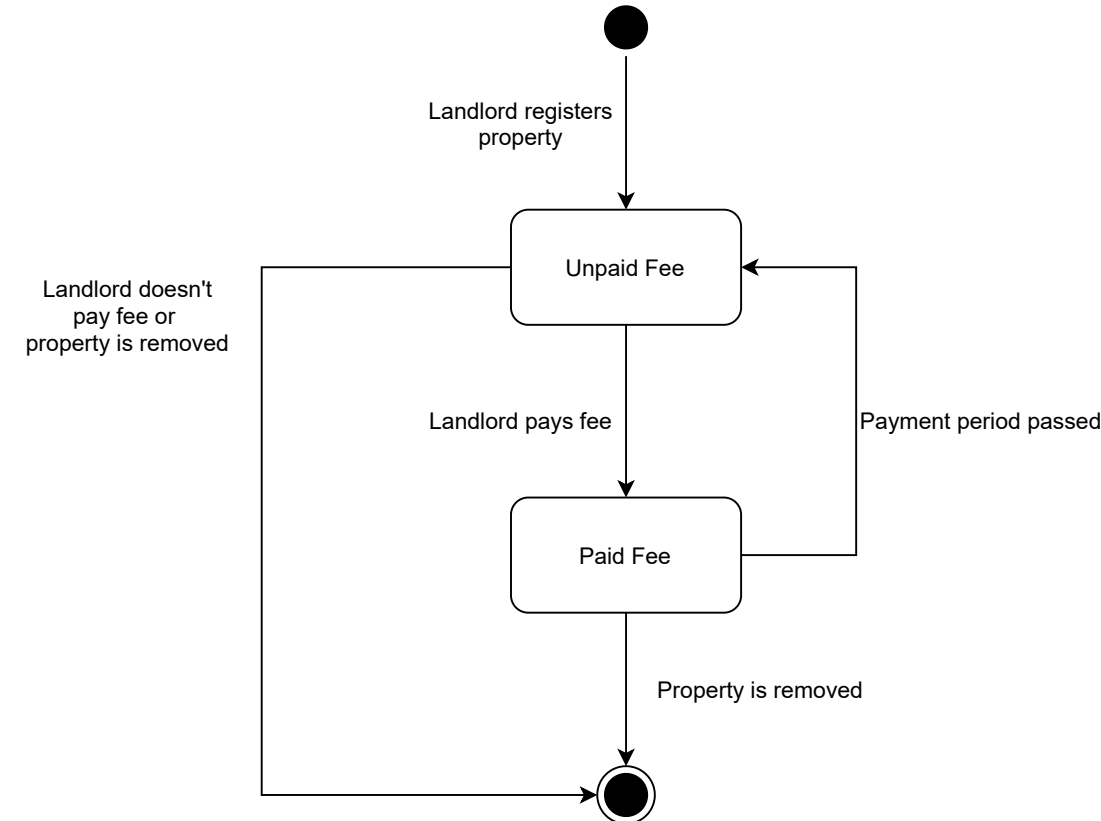 Landlord registers
property
Unpaid Fee
Landlord doesn't
pay fee or
property is removed
Landlord pays fee
Payment period passed
Paid Fee
Property is removed